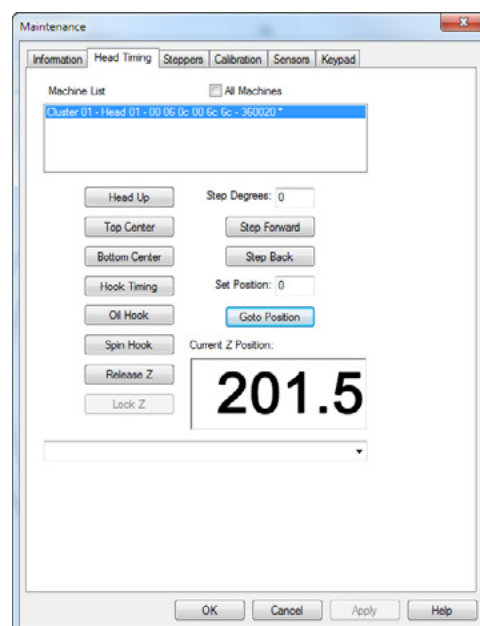 Maintenance
Information Head Timing Steppers Calibration Sensors Keypad
Machine List All Machines
Cluster 01 - Head 01 - 00 06 0c 00 6c 6c - 360020 *
Head Up Step Degrees: 0
Top Center Step Forward
Bottom Center Step Back
Hook Timing Set Position: 0
Oil Hook Goto Position
Spin Hook Current Z Position:
Release Z 201.5
Lock Z
OK Cancel Apply Help